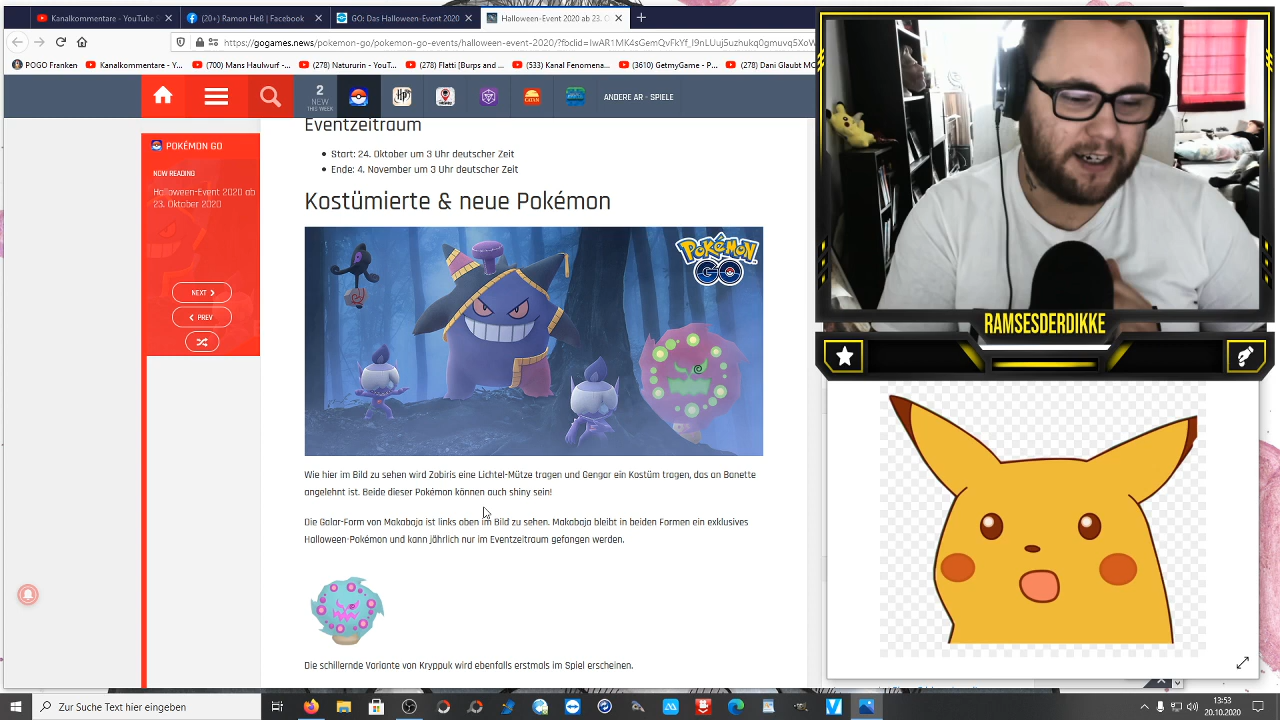 Kanalkommentare - YouTube S
(20+) Ramon Heß | Facebook
GO: Das Halloween-Event 2020
Halloween-Event 2020 ab 23. O
https://gogames.news/pokemon-go/pokemon-go-events/halloween-event-2020/?fbclid=IwAR1MK4sGemQvFkYf_I9nLUuj5uzhukq0gmuvq5XoW
POGO Franken
Kanalkommentare - Y...
(700) Mans Haulwurf -...
(278) Natururin - YouT...
(278) Flatti [Burps and ...
(533) Kanal Fenomena...
(3610) GetmyGame - P...
(278) Dani Glaubt MC
2
NEW
THIS WEEK
CATAN
ANDERE AR - SPIELE
POKÉMON GO
NOW READING
Halloween-Event 2020 ab
23. Oktober 2020
NEXT
PREV
Eventzeitraum
Start: 24. Oktober um 3 Uhr deutscher Zeit
Ende: 4. November um 3 Uhr deutscher Zeit
Kostümierte & neue Pokémon
POKÉMON
GO
Wie hier im Bild zu sehen wird Zobiris eine Lichtel-Mütze tragen und Gengar ein Kostüm tragen, das an Banette
angelehnt ist. Beide dieser Pokémon können auch shiny sein!
Die Galar-Form von Makabaja ist links oben im Bild zu sehen. Makabaja bleibt in beiden Formen ein exklusives
Halloween-Pokémon und kann jährlich nur im Eventzeitraum gefangen werden.
Die schillernde Variante von Kryppuk wird ebenfalls erstmals im Spiel erscheinen.
RAMSESDERDIKKE
Zur Suche Text hier eingeben
13:53
20.10.2020